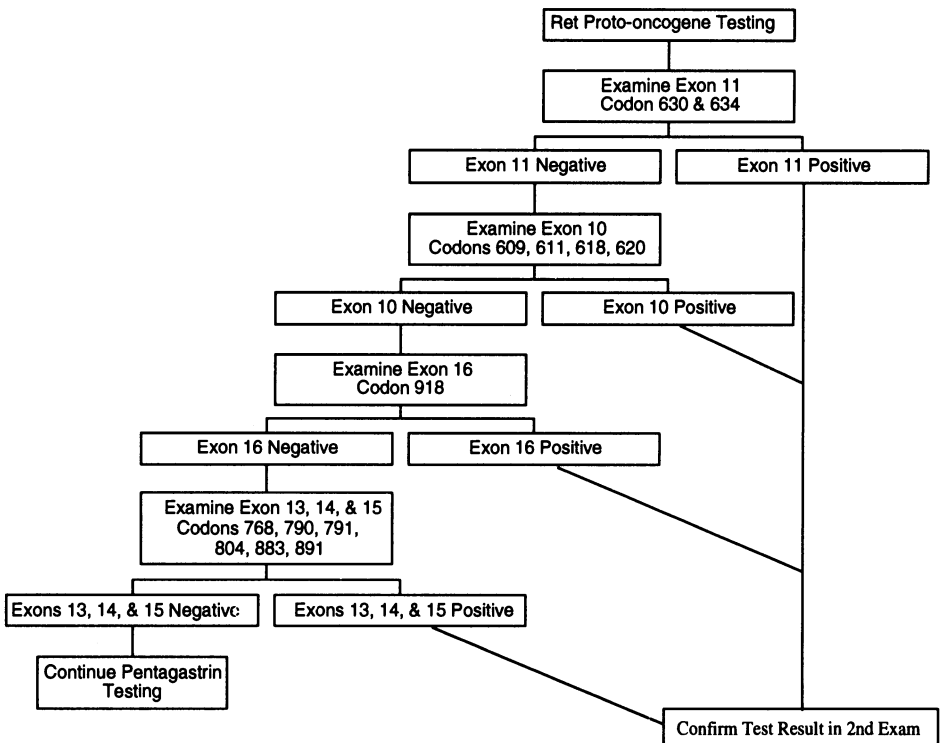 Ret Proto-oncogene Testing
Examine Exon 11
Codon 630 & 634
Exon 11 Negative
Exon 11 Positive
Examine Exon 10
Codons 609, 611, 618, 620
Exon 10 Negative
Exon 10 Positive
Examine Exon 16
Codon 918
Exon 16 Negative
Exon 16 Positive
Examine Exon 13, 14, & 15
Codons 768, 790, 791,
804, 883, 891
Exons 13, 14, & 15 Negative
Exons 13, 14, & 15 Positive
Continue Pentagastrin
Testing
Confirm Test Result in 2nd Exam